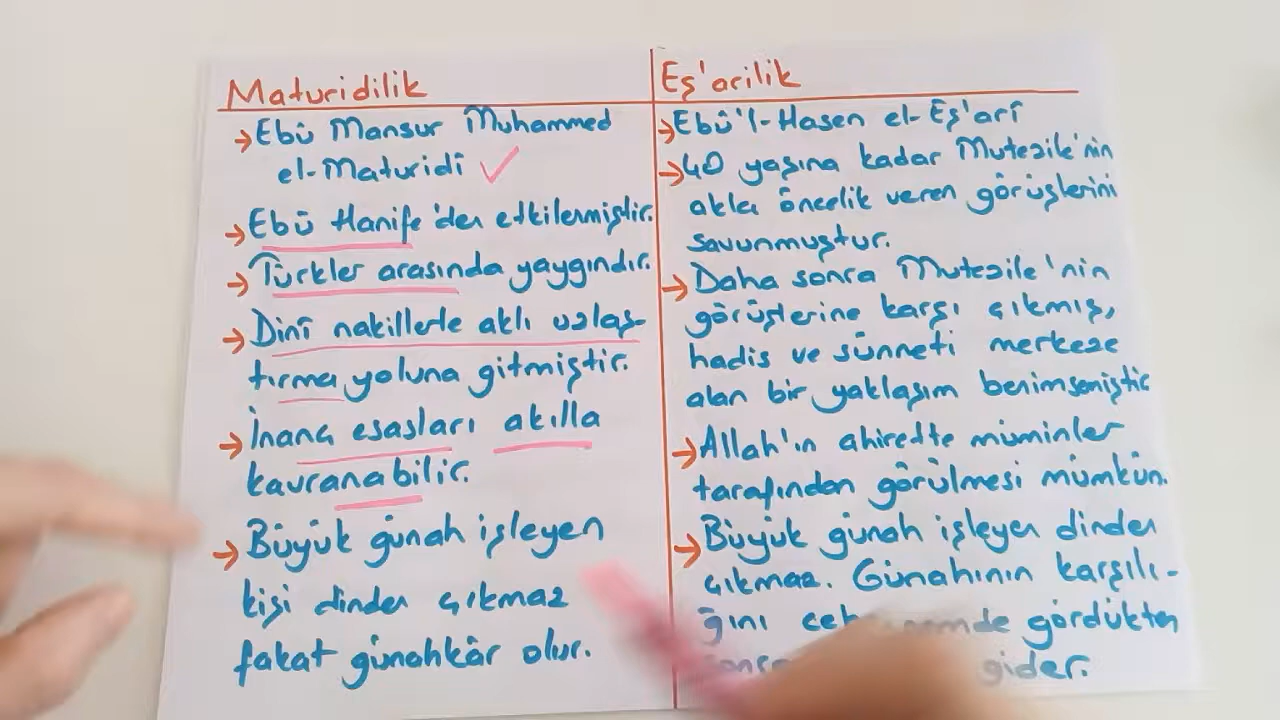 Maturidilik
→ Ebû Mansur Muhammed
el-Maturidî ✓
→ Ebû Hanife'den etkilenmiştir.
→ Türkler arasında yaygındır.
→ Dinî nakillerle aklı uzlaş-
tırma yoluna gitmiştir.
→ İnanç esasları akılla
kavranabilir.
→ Büyük günah işleyen
kişi dinden çıkmaz
fakat günahkâr olur.
Eş'arilik
→ Ebû'l-Hasen el-Eş'arî
→ 40 yaşına kadar Mutezile'nin
akla öncelik veren görüşlerini
savunmuştur.
→ Daha sonra Mutezile'nin
görüşlerine karşı çıkmış,
hadis ve sünneti merkeze
alan bir yaklaşım benimsemiştir
→ Allah'ın ahirette müminler
tarafından görülmesi mümkün.
→ Büyük günah işleyen dinden
çıkmaz. Günahının karşılı-
ğını gördükten
gider.